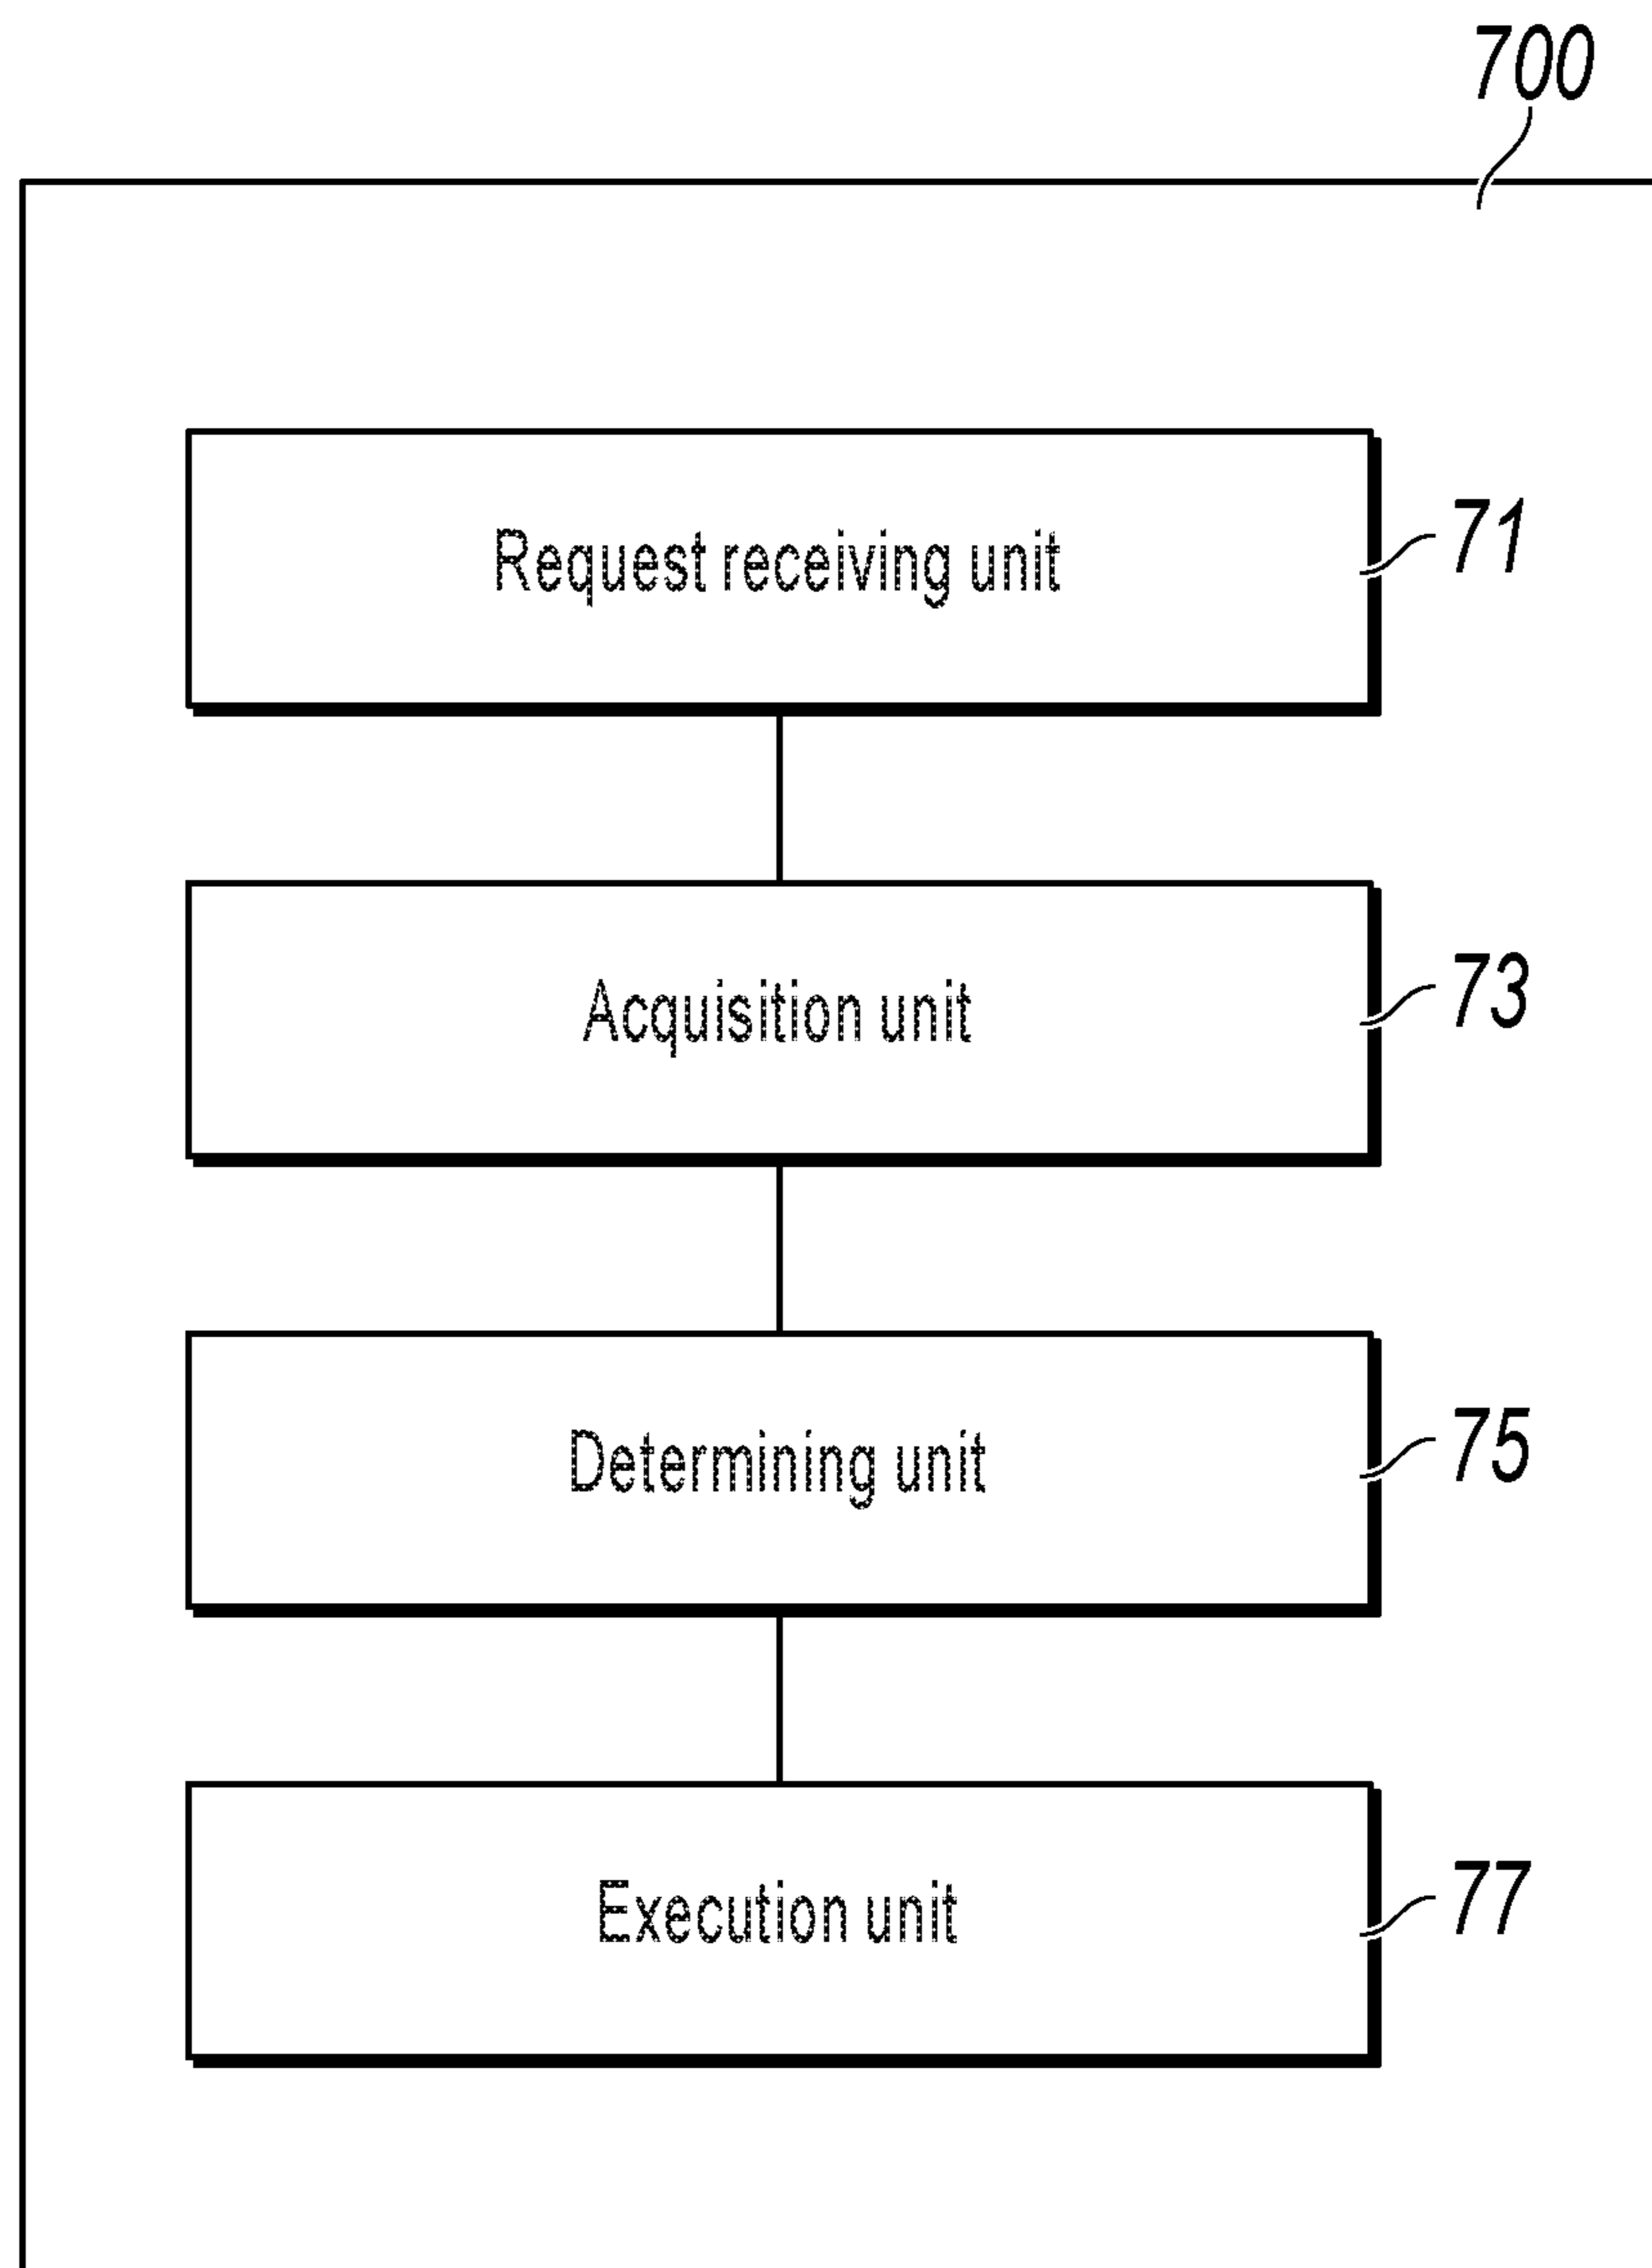 700
Request receiving unit
71
Acquisition unit
73
Determining unit
75
Execution unit
77